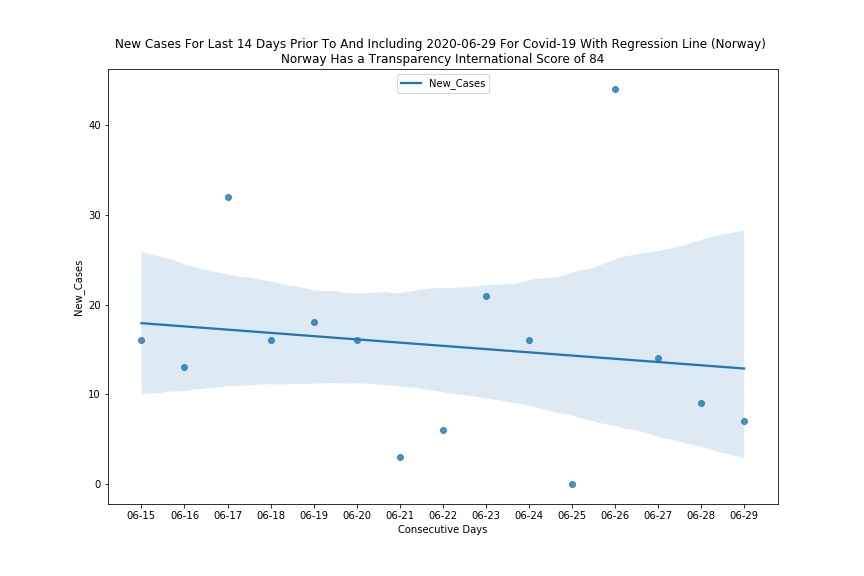 New Cases For Last 14 Days Prior To And Including 2020-06-29 For Covid-19 With Regression Line (Norway)
Norway Has a Transparency International Score of 84
New_Cases
New_Cases
40
30
20
10
0
06-15 06-16 06-17 06-18 06-19 06-20 06-21 06-22 06-23 06-24 06-25 06-26 06-27 06-28 06-29
Consecutive Days